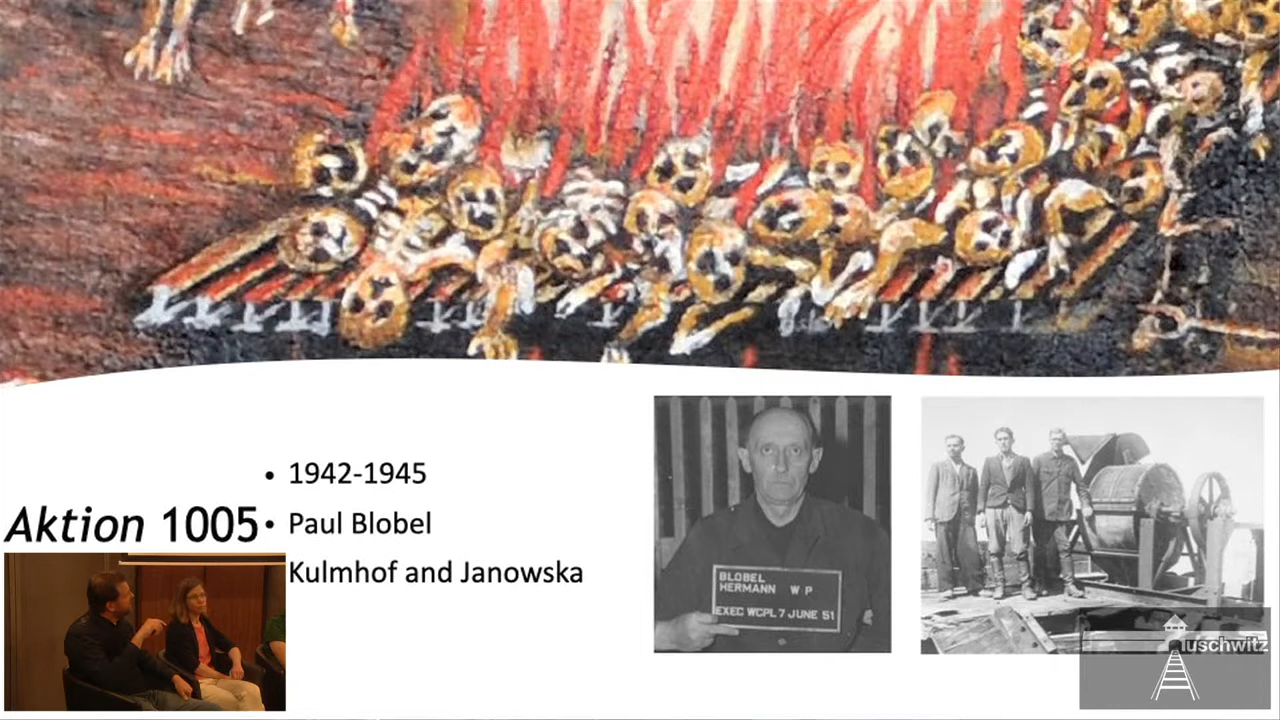 Aktion 1005
1942-1945
Paul Blobel
Kulmhof and Janowska
BLOBEL
HERMANN W P
EXEC WCPL 7 JUNE 51
uschwitz